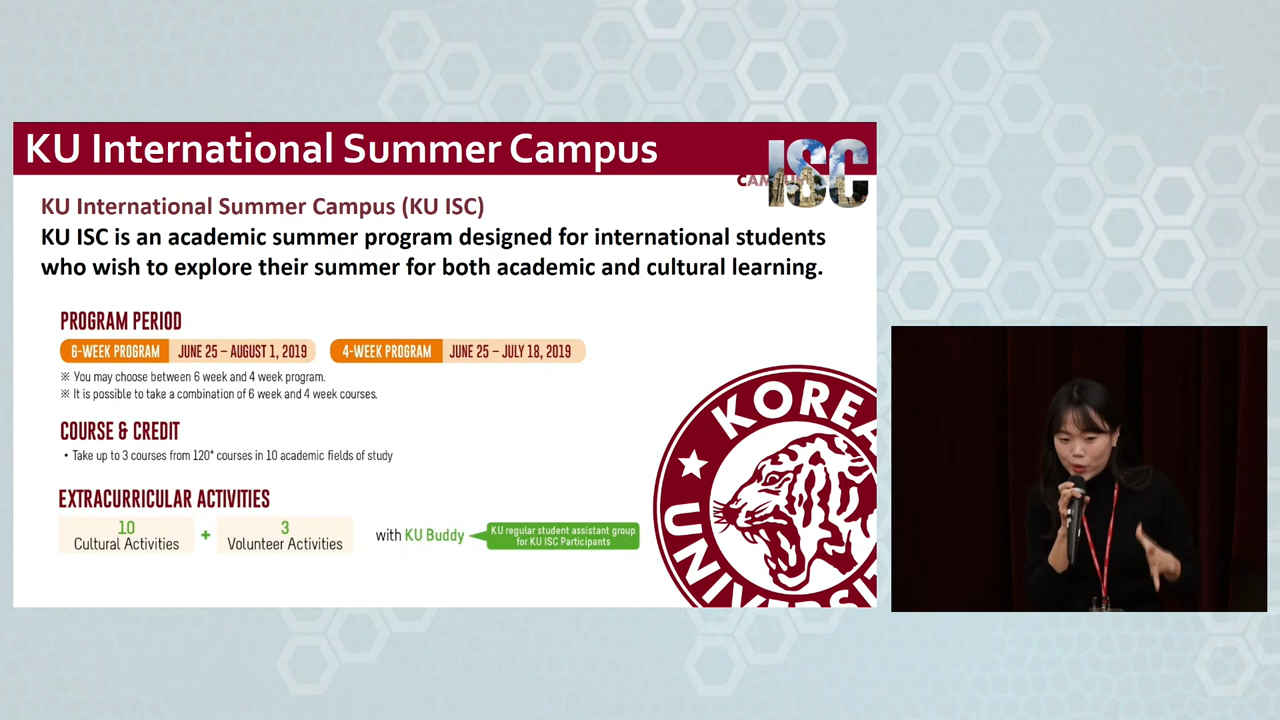 KU International Summer Campus
ISC
KU International Summer Campus (KU ISC)
KU ISC is an academic summer program designed for international students
who wish to explore their summer for both academic and cultural learning.
PROGRAM PERIOD
6-WEEK PROGRAM JUNE 25 – AUGUST 1, 2019 4-WEEK PROGRAM JUNE 25 – JULY 18, 2019
※ You may choose between 6 week and 4 week program.
※ It is possible to take a combination of 6 week and 4 week courses.
COURSE & CREDIT
• Take up to 3 courses from 120+ courses in 10 academic fields of study
EXTRACURRICULAR ACTIVITIES
10
Cultural Activities
+
3
Volunteer Activities
with KU Buddy
KU regular student assistant group
for KU ISC Participants
KOREA
UNIVERSIT